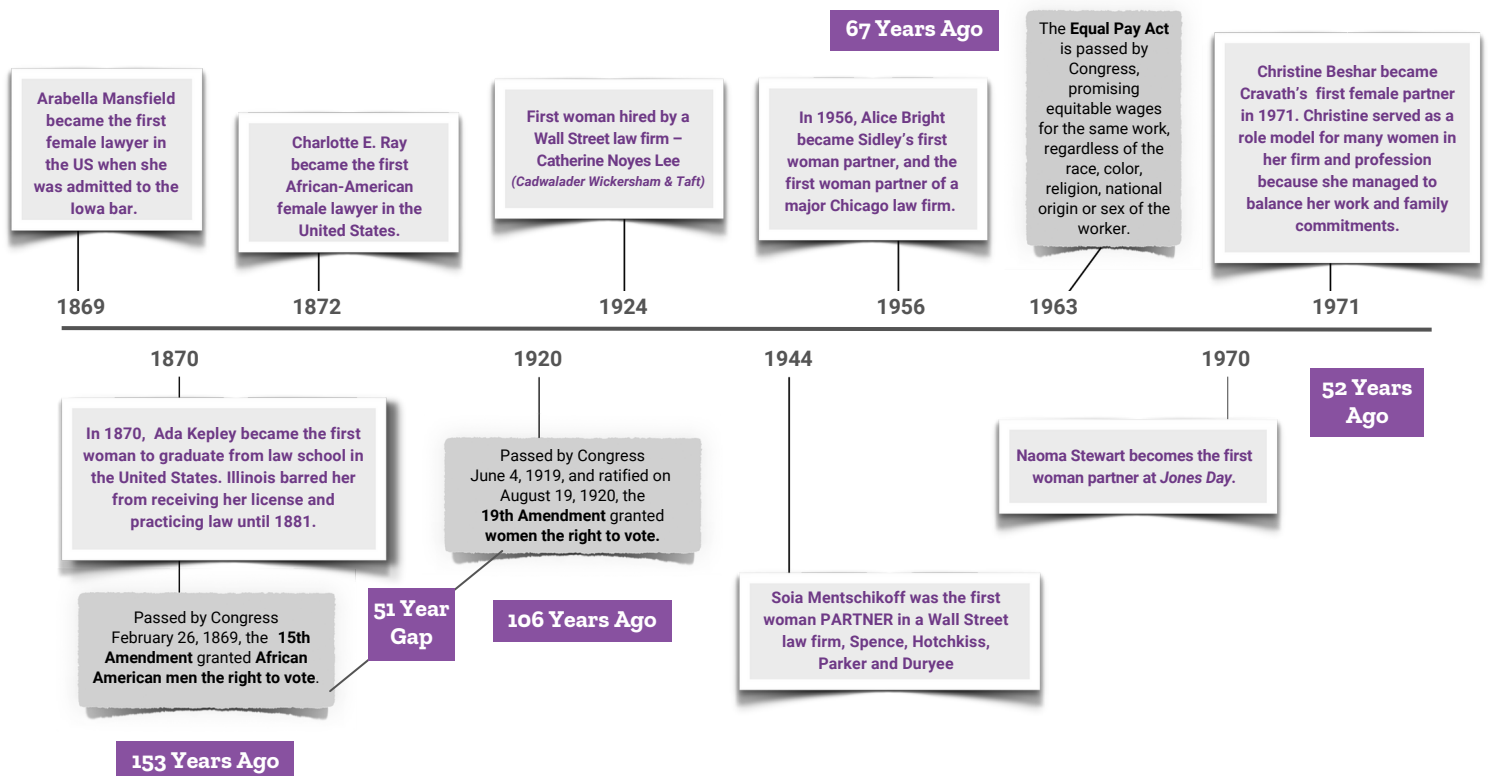 67 Years Ago
Arabella Mansfield
became the first
female lawyer in
the US when she
was admitted to the
Iowa bar.
Charlotte E. Ray
became the first
African-American
female lawyer in the
United States.
First woman hired by a
Wall Street law firm –
Catherine Noyes Lee
(Cadwalader Wickersham & Taft)
In 1956, Alice Bright
became Sidley's first
woman partner, and the
first woman partner of a
major Chicago law firm.
The Equal Pay Act
is passed by
Congress,
promising
equitable wages
for the same work,
regardless of the
race, color,
religion, national
origin or sex of the
worker.
Christine Beshar became
Cravath's first female partner
in 1971. Christine served as a
role model for many women in
her firm and profession
because she managed to
balance her work and family
commitments.
1869
1872
1924
1956
1963
1971
1870
1920
1944
1970
52 Years
Ago
In 1870, Ada Kepley became the first
woman to graduate from law school in
the United States. Illinois barred her
from receiving her license and
practicing law until 1881.
Passed by Congress
June 4, 1919, and ratified on
August 19, 1920, the
19th Amendment granted
women the right to vote.
Naoma Stewart becomes the first
woman partner at Jones Day.
Passed by Congress
February 26, 1869, the 15th
Amendment granted African
American men the right to vote.
51 Year
Gap
106 Years Ago
Soia Mentschikoff was the first
woman PARTNER in a Wall Street
law firm, Spence, Hotchkiss,
Parker and Duryee
153 Years Ago